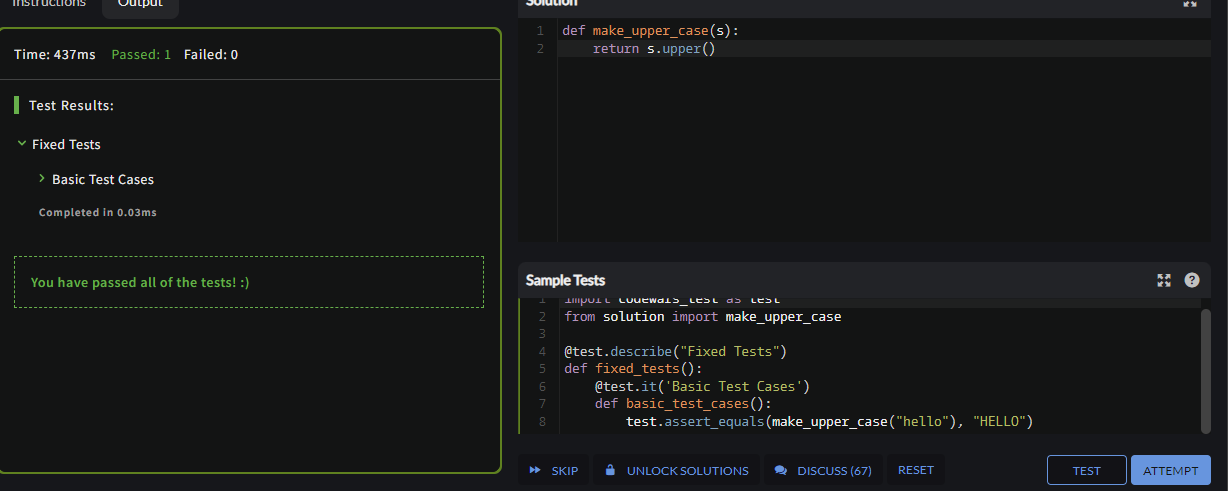 Instructions
Output
Time: 437ms Passed: 1 Failed: 0
Test Results:
Fixed Tests
Basic Test Cases
Completed in 0.03ms
You have passed all of the tests! :)
Solution
1 def make_upper_case(s):
2     return s.upper()
Sample Tests
1 import codewars_test as test
2 from solution import make_upper_case
3
4 @test.describe("Fixed Tests")
5 def fixed_tests():
6     @test.it('Basic Test Cases')
7     def basic_test_cases():
8         test.assert_equals(make_upper_case("hello"), "HELLO")
SKIP UNLOCK SOLUTIONS DISCUSS (67) RESET TEST ATTEMPT